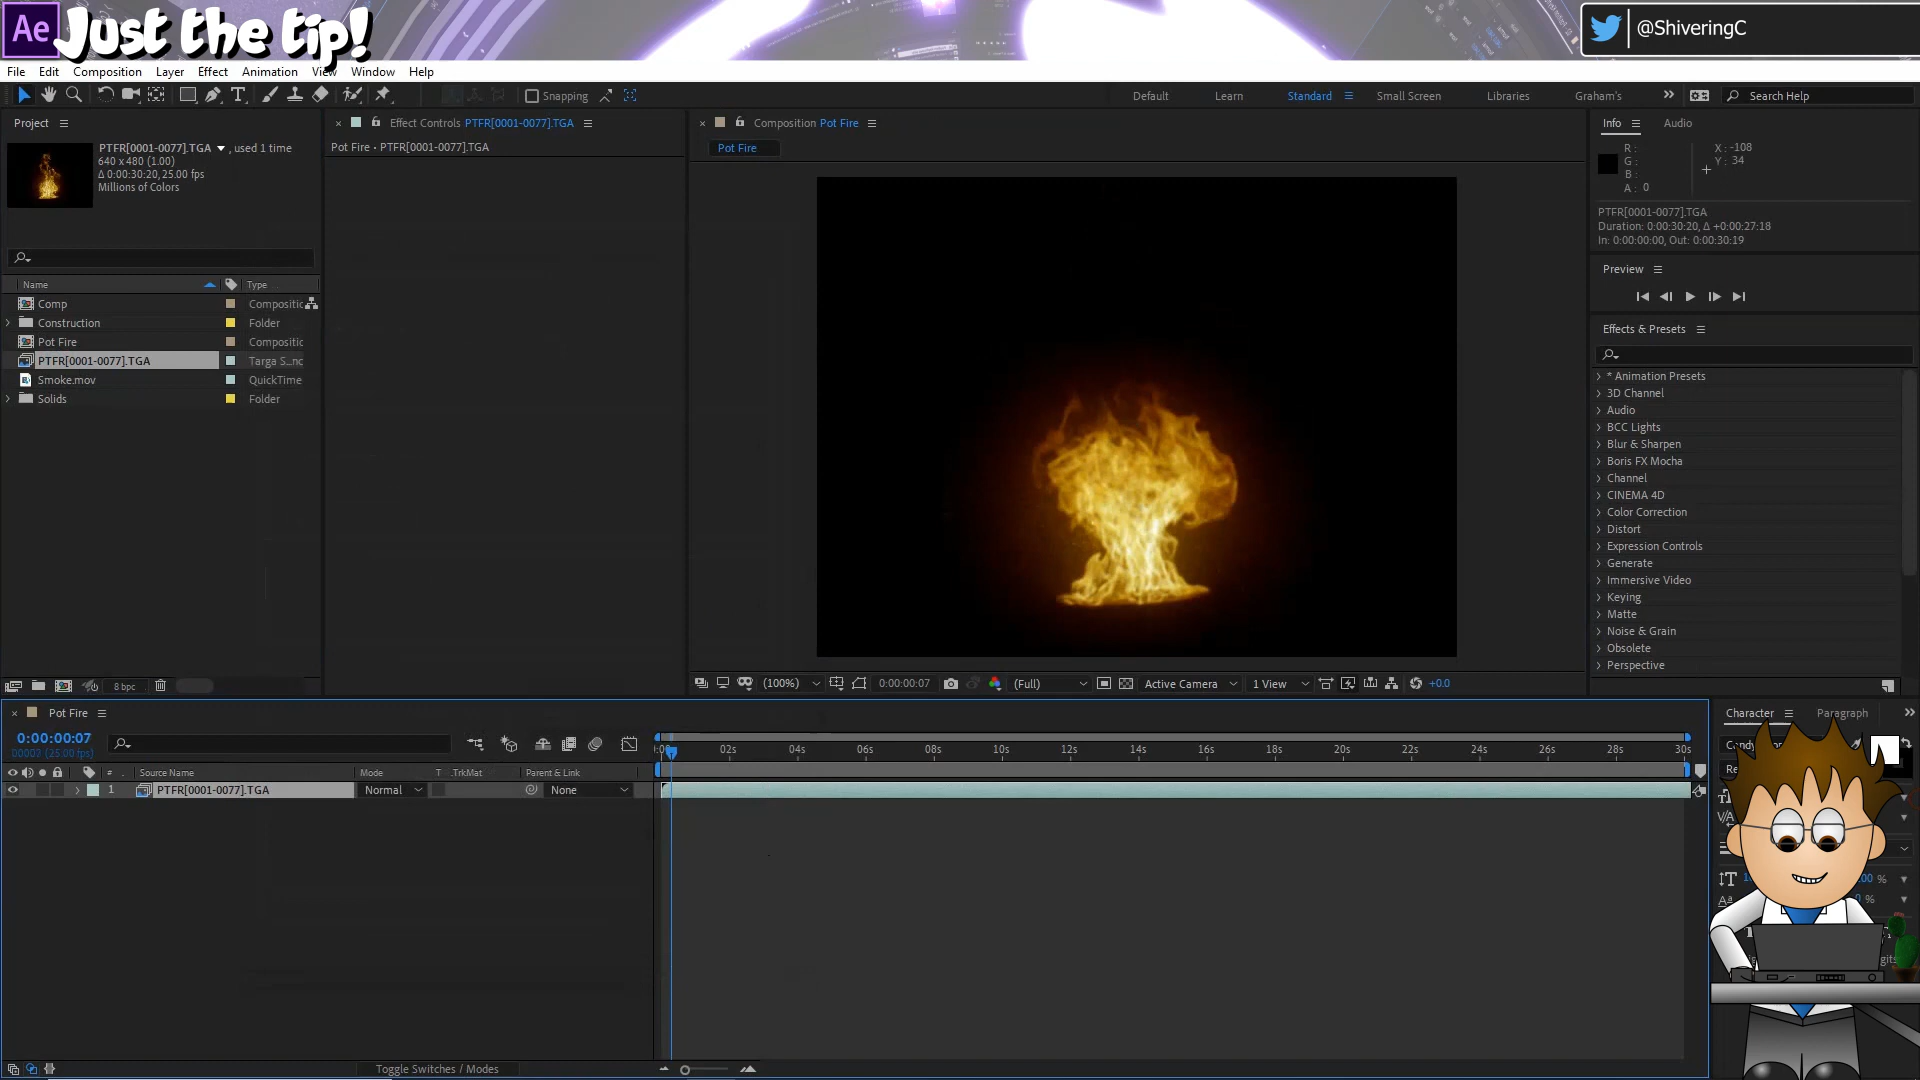 Ae Just the tip!
@ShiveringC
File Edit Composition Layer Effect Animation View Window Help
Snapping
Default Learn Standard Small Screen Libraries Graham's
Search Help
Project
PTFR[0001-0077].TGA , used 1 time
640 x 480 (1.00)
Δ 0:00:30:20, 25.00 fps
Millions of Colors
Name Type
Comp Compositic
Construction Folder
Pot Fire Compositic
PTFR[0001-0077].TGA Targa S...nc
Smoke.mov QuickTime
Solids Folder
8 bpc
Effect Controls PTFR[0001-0077].TGA
Pot Fire • PTFR[0001-0077].TGA
Composition Pot Fire
Pot Fire
(100%) 0:00:00:07 (Full) Active Camera 1 View +0.0
Info Audio
R : X : -108
G : Y : 34
B :
A : 0
PTFR[0001-0077].TGA
Duration: 0:00:30:20, Δ +0:00:27:18
In: 0:00:00:00, Out: 0:00:30:19
Preview
Effects & Presets
* Animation Presets
3D Channel
Audio
BCC Lights
Blur & Sharpen
Boris FX Mocha
Channel
CINEMA 4D
Color Correction
Distort
Expression Controls
Generate
Immersive Video
Keying
Matte
Noise & Grain
Obsolete
Perspective
Pot Fire
0:00:00:07
(25.00 fps)
02s 04s 06s 08s 10s 12s 14s 16s 18s 20s 22s 24s 26s 28s 30s
# Source Name Mode T .TrkMat Parent & Link
1 PTFR[0001-0077].TGA Normal None
Toggle Switches / Modes
Character Paragraph